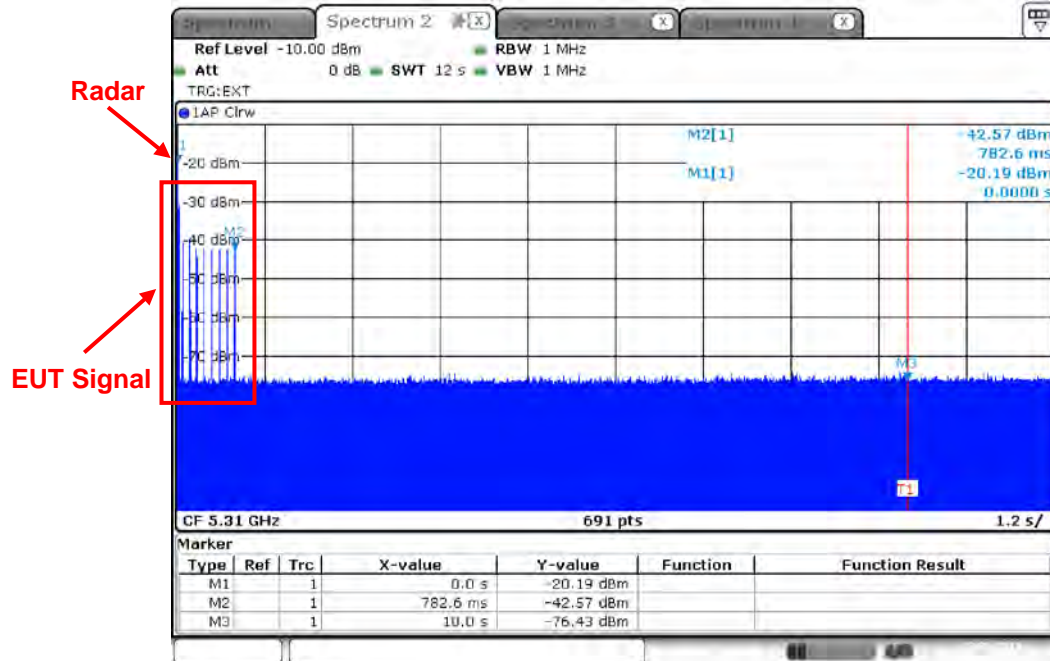 Spectrum 2
Ref Level -10.00 dBm RBW 1 MHz
Att 0 dB SWT 12 s VBW 1 MHz
TRG:EXT
Radar
1AP Clrw
M2[1] -42.57 dBm
782.6 ms
M1[1] -20.19 dBm
0.0000 s
1
-20 dBm
-30 dBm
M2
-40 dBm
-50 dBm
-60 dBm
-70 dBm
EUT Signal
M3
T1
CF 5.31 GHz 691 pts 1.2 s/
Marker
Type Ref Trc X-value Y-value Function Function Result
M1 1 0.0 s -20.19 dBm
M2 1 782.6 ms -42.57 dBm
M3 1 10.0 s -76.43 dBm